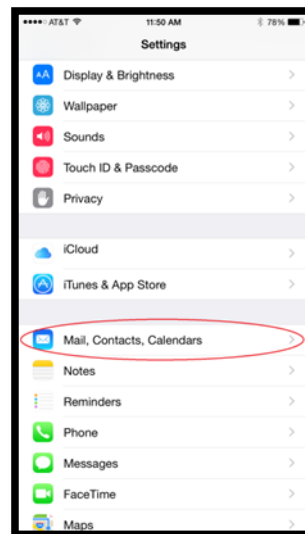 AT&T 11:50 AM 78%
Settings
AA Display & Brightness
Wallpaper
Sounds
Touch ID & Passcode
Privacy
iCloud
iTunes & App Store
Mail, Contacts, Calendars
Notes
Reminders
Phone
Messages
FaceTime
Maps